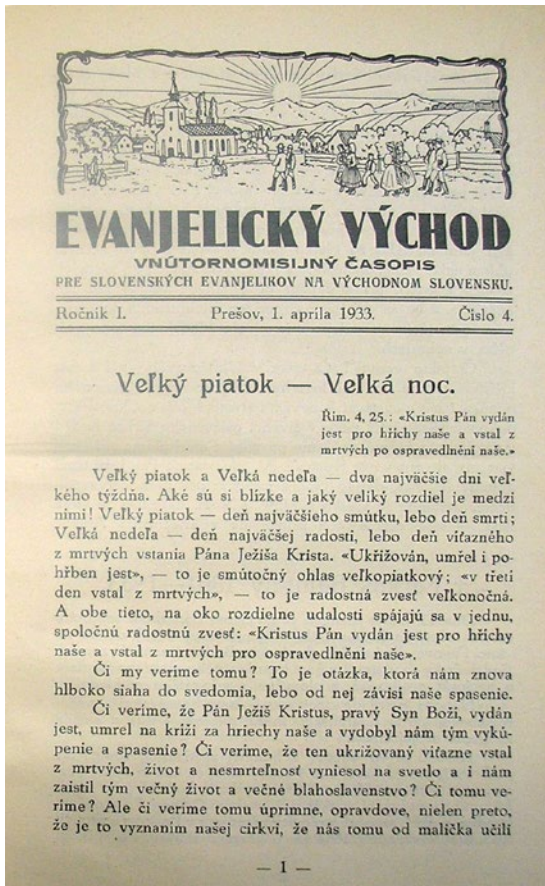 EVANJELICKÝ VÝCHOD
VNÚTORNOMISIJNÝ ČASOPIS
PRE SLOVENSKÝCH EVANJELIKOV NA VÝCHODNOM SLOVENSKU.
Ročník I. Prešov, 1. apríla 1933. Číslo 4.
Veľký piatok — Veľká noc.
Řím. 4, 25.: «Kristus Pán vydán
jest pro hříchy naše a vstal z
mrtvých po ospravedlnění naše.»
Veľký piatok a Veľká nedeľa — dva najväčšie dni veľ-
kého týždňa. Aké sú si blízke a jaký veliký rozdiel je medzi
nimi! Veľký piatok — deň najväčšieho smútku, lebo deň smrti;
Veľká nedeľa — deň najväčšej radosti, lebo deň víťazného
z mrtvých vstania Pána Ježiša Krista. «Ukřižován, umřel i po-
hřben jest», — to je smútočný ohlas veľkopiatkový; «v třetí
den vstal z mrtvých», — to je radostná zvesť veľkonočná.
A obe tieto, na oko rozdielne udalosti spájajú sa v jednu,
spoločnú radostnú zvesť: «Kristus Pán vydán jest pro hříchy
naše a vstal z mrtvých pro ospravedlnění naše».
Či my veríme tomu? To je otázka, ktorá nám znova
hlboko siaha do svedomia, lebo od nej závisí naše spasenie.
Či veríme, že Pán Ježiš Kristus, pravý Syn Boží, vydán
jest, umrel na kríži za hriechy naše a vydobyl nám tým vykú-
penie a spasenie? Či veríme, že ten ukrižovaný víťazne vstal
z mrtvých, život a nesmrteľnosť vyniesol na svetlo a i nám
zaistil tým večný život a večné blahoslavenstvo? Či tomu ve-
ríme? Ale či veríme tomu úprimne, opravdove, nielen preto,
že je to vyznaním našej cirkvi, že nás tomu od malička učili
— 1 —